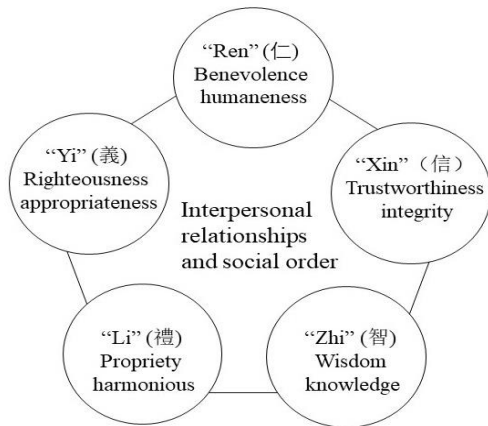 “Ren” (仁)
Benevolence
humaneness
“Yi” (義)
Righteousness
appropriateness
“Xin” （信）
Trustworthiness
integrity
Interpersonal
relationships
and social order
“Li” (禮)
Propriety
harmonious
“Zhi” (智)
Wisdom
knowledge